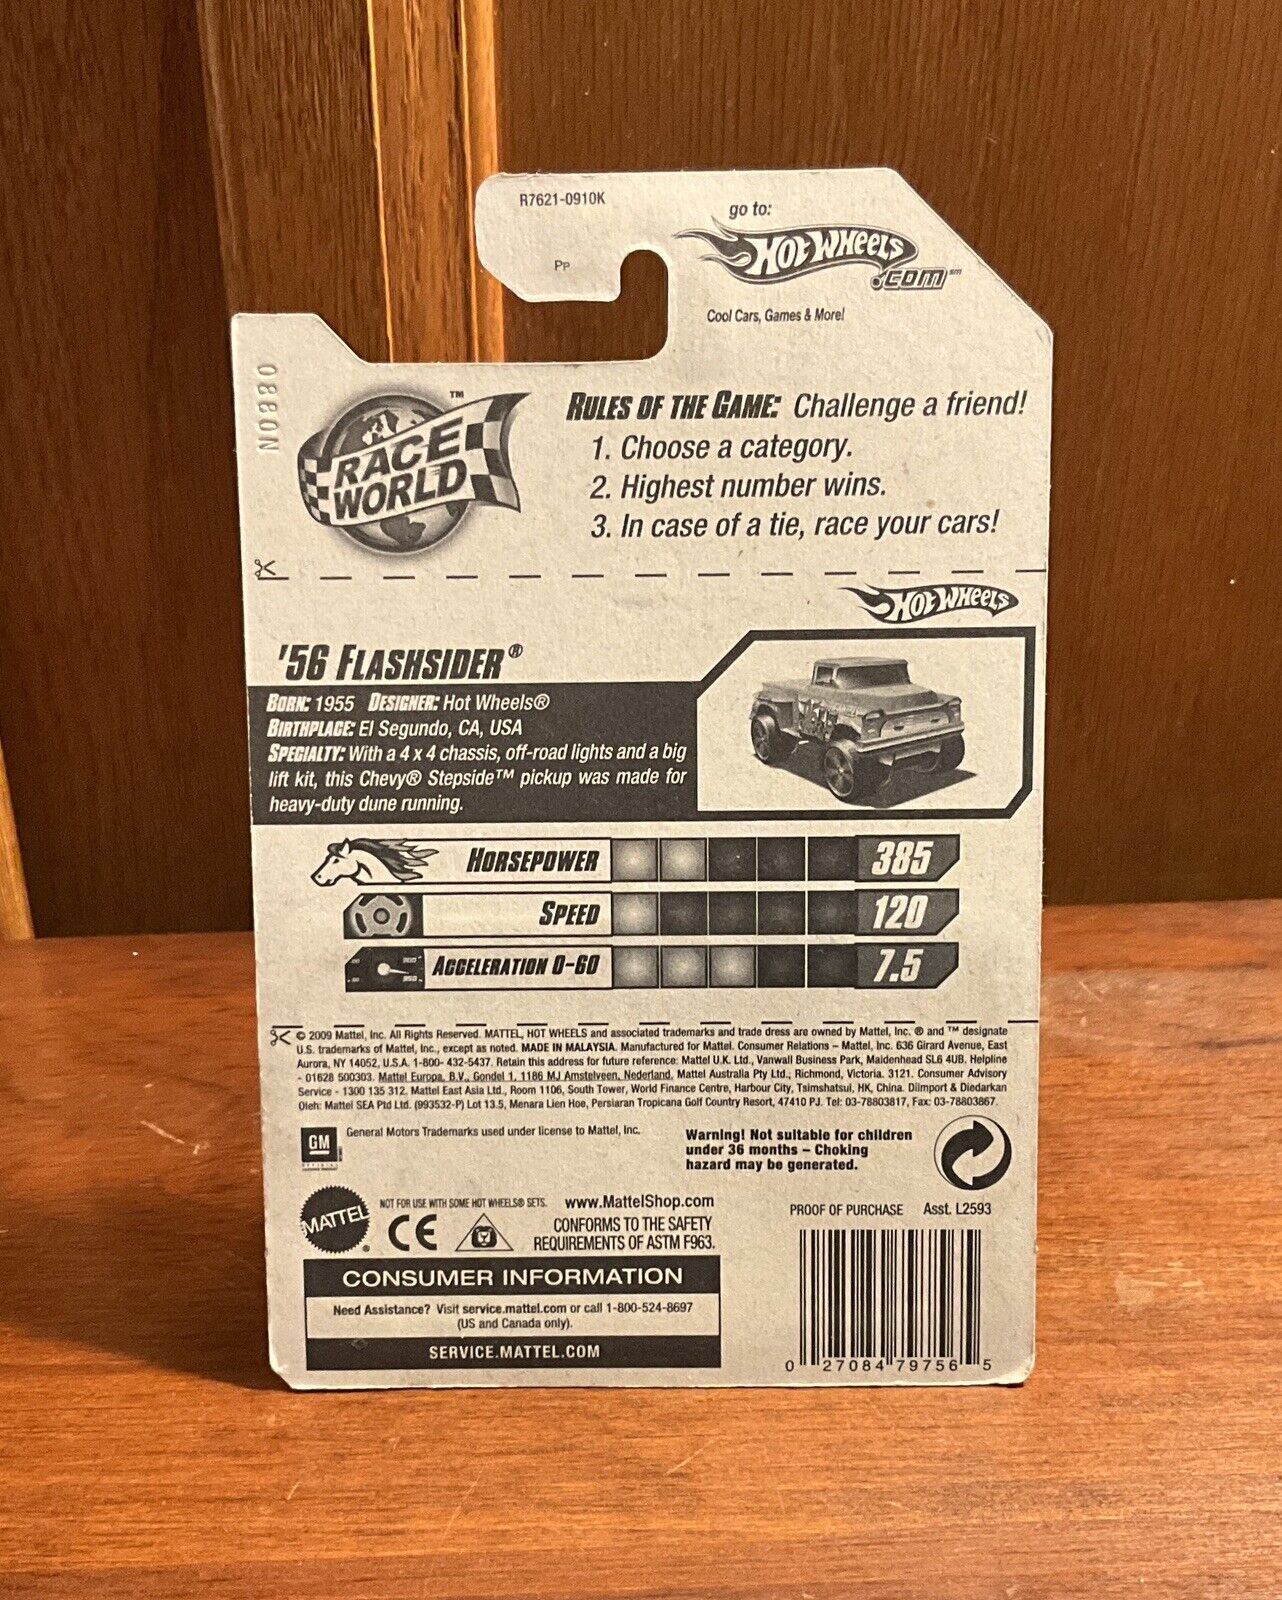 R7621-0910K
PP
go to:
Hot Wheels
.com℠
Cool Cars, Games & More!
N0880
RACE
WORLD™
RULES OF THE GAME: Challenge a friend!
1. Choose a category.
2. Highest number wins.
3. In case of a tie, race your cars!
Hot Wheels
'56 FLASHSIDER®
BORN: 1955 DESIGNER: Hot Wheels®
BIRTHPLACE: El Segundo, CA, USA
SPECIALTY: With a 4 x 4 chassis, off-road lights and a big
lift kit, this Chevy® Stepside™ pickup was made for
heavy-duty dune running.
HORSEPOWER 385
SPEED 120
ACCELERATION 0-60 7.5
© 2009 Mattel, Inc. All Rights Reserved. MATTEL, HOT WHEELS and associated trademarks and trade dress are owned by Mattel, Inc. ® and ™ designate
U.S. trademarks of Mattel, Inc., except as noted. MADE IN MALAYSIA. Manufactured for Mattel. Consumer Relations – Mattel, Inc. 636 Girard Avenue, East
Aurora, NY 14052, U.S.A. 1-800- 432-5437. Retain this address for future reference: Mattel U.K. Ltd., Vanwall Business Park, Maidenhead SL6 4UB. Helpline
- 01628 500303. Mattel Europa, B.V., Gondel 1, 1186 MJ Amstelveen, Nederland. Mattel Australia Pty Ltd., Richmond, Victoria. 3121. Consumer Advisory
Service - 1300 135 312. Mattel East Asia Ltd., Room 1106, South Tower, World Finance Centre, Harbour City, Tsimshatsui, HK, China. Diimport & Diedarkan
Oleh: Mattel SEA Ptd Ltd. (993532-P) Lot 13.5, Menara Lien Hoe, Persiaran Tropicana Golf Country Resort, 47410 PJ. Tel: 03-78803817, Fax: 03-78803867.
GM
General Motors Trademarks used under license to Mattel, Inc.
Warning! Not suitable for children
under 36 months – Choking
hazard may be generated.
MATTEL®
NOT FOR USE WITH SOME HOT WHEELS® SETS. www.MattelShop.com
CE
CONFORMS TO THE SAFETY
REQUIREMENTS OF ASTM F963.
PROOF OF PURCHASE Asst. L2593
CONSUMER INFORMATION
Need Assistance? Visit service.mattel.com or call 1-800-524-8697
(US and Canada only).
SERVICE.MATTEL.COM
0 27084 79756 5